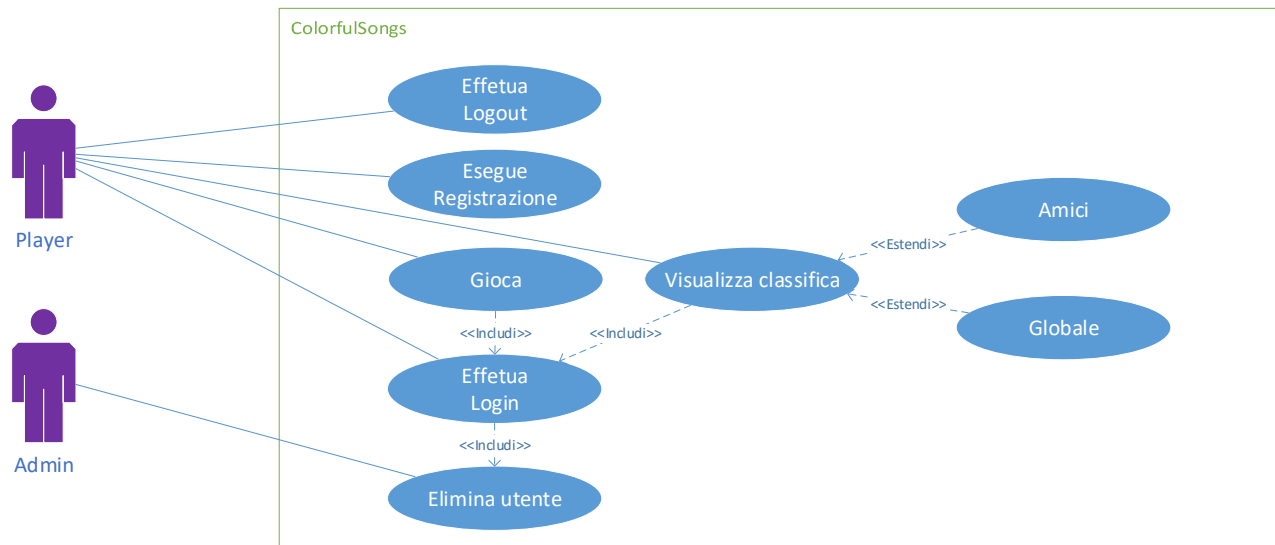 ColorfulSongs
Effetua
Logout
Esegue
Registrazione
Player
Amici
<<Estendi>>
Gioca
Visualizza classifica
<<Estendi>>
Globale
<<Includi>>
<<Includi>>
Effetua
Login
<<Includi>>
Admin
Elimina utente